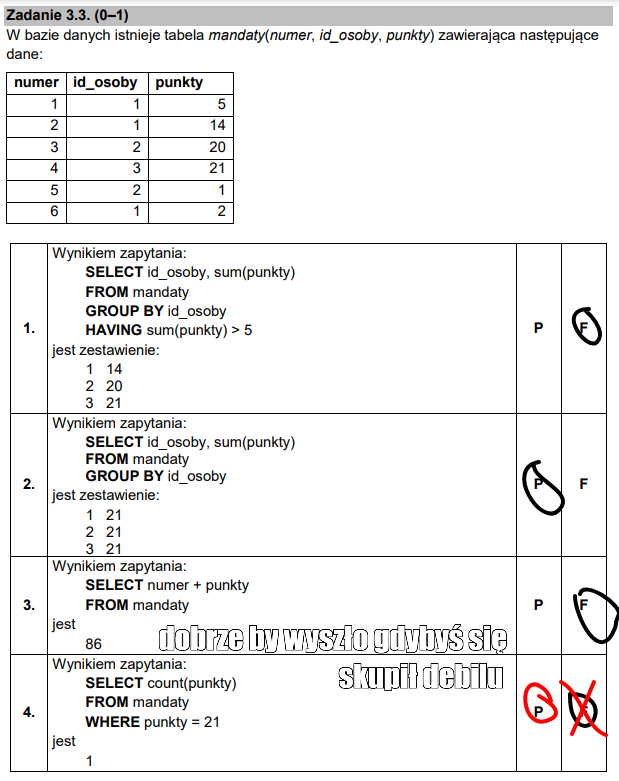 Zadanie 3.3. (0–1)
W bazie danych istnieje tabela mandaty(numer, id_osoby, punkty) zawierająca następujące
dane:
numer id_osoby punkty
1 1 5
2 1 14
3 2 20
4 3 21
5 2 1
6 1 2
Wynikiem zapytania:
SELECT id_osoby, sum(punkty)
FROM mandaty
GROUP BY id_osoby
1. HAVING sum(punkty) > 5 P F
jest zestawienie:
1 14
2 20
3 21
Wynikiem zapytania:
SELECT id_osoby, sum(punkty)
FROM mandaty
GROUP BY id_osoby
2. P F
jest zestawienie:
1 21
2 21
3 21
Wynikiem zapytania:
SELECT numer + punkty
3. FROM mandaty P F
jest
86
dobrze by wyszło gdybyś się
skupił debilu
Wynikiem zapytania:
SELECT count(punkty)
FROM mandaty
4. WHERE punkty = 21 P F
jest
1